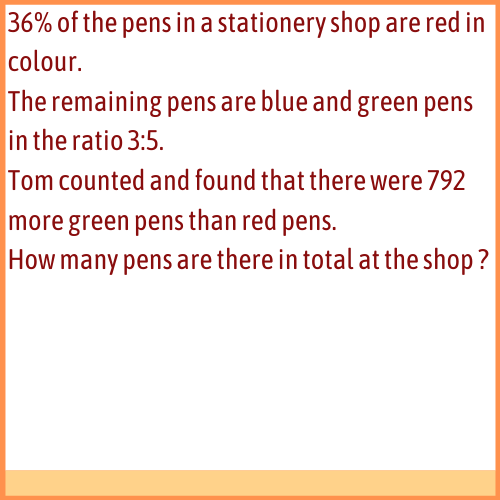 36% of the pens in a stationery shop are red in
colour.
The remaining pens are blue and green pens
in the ratio 3:5.
Tom counted and found that there were 792
more green pens than red pens.
How many pens are there in total at the shop ?